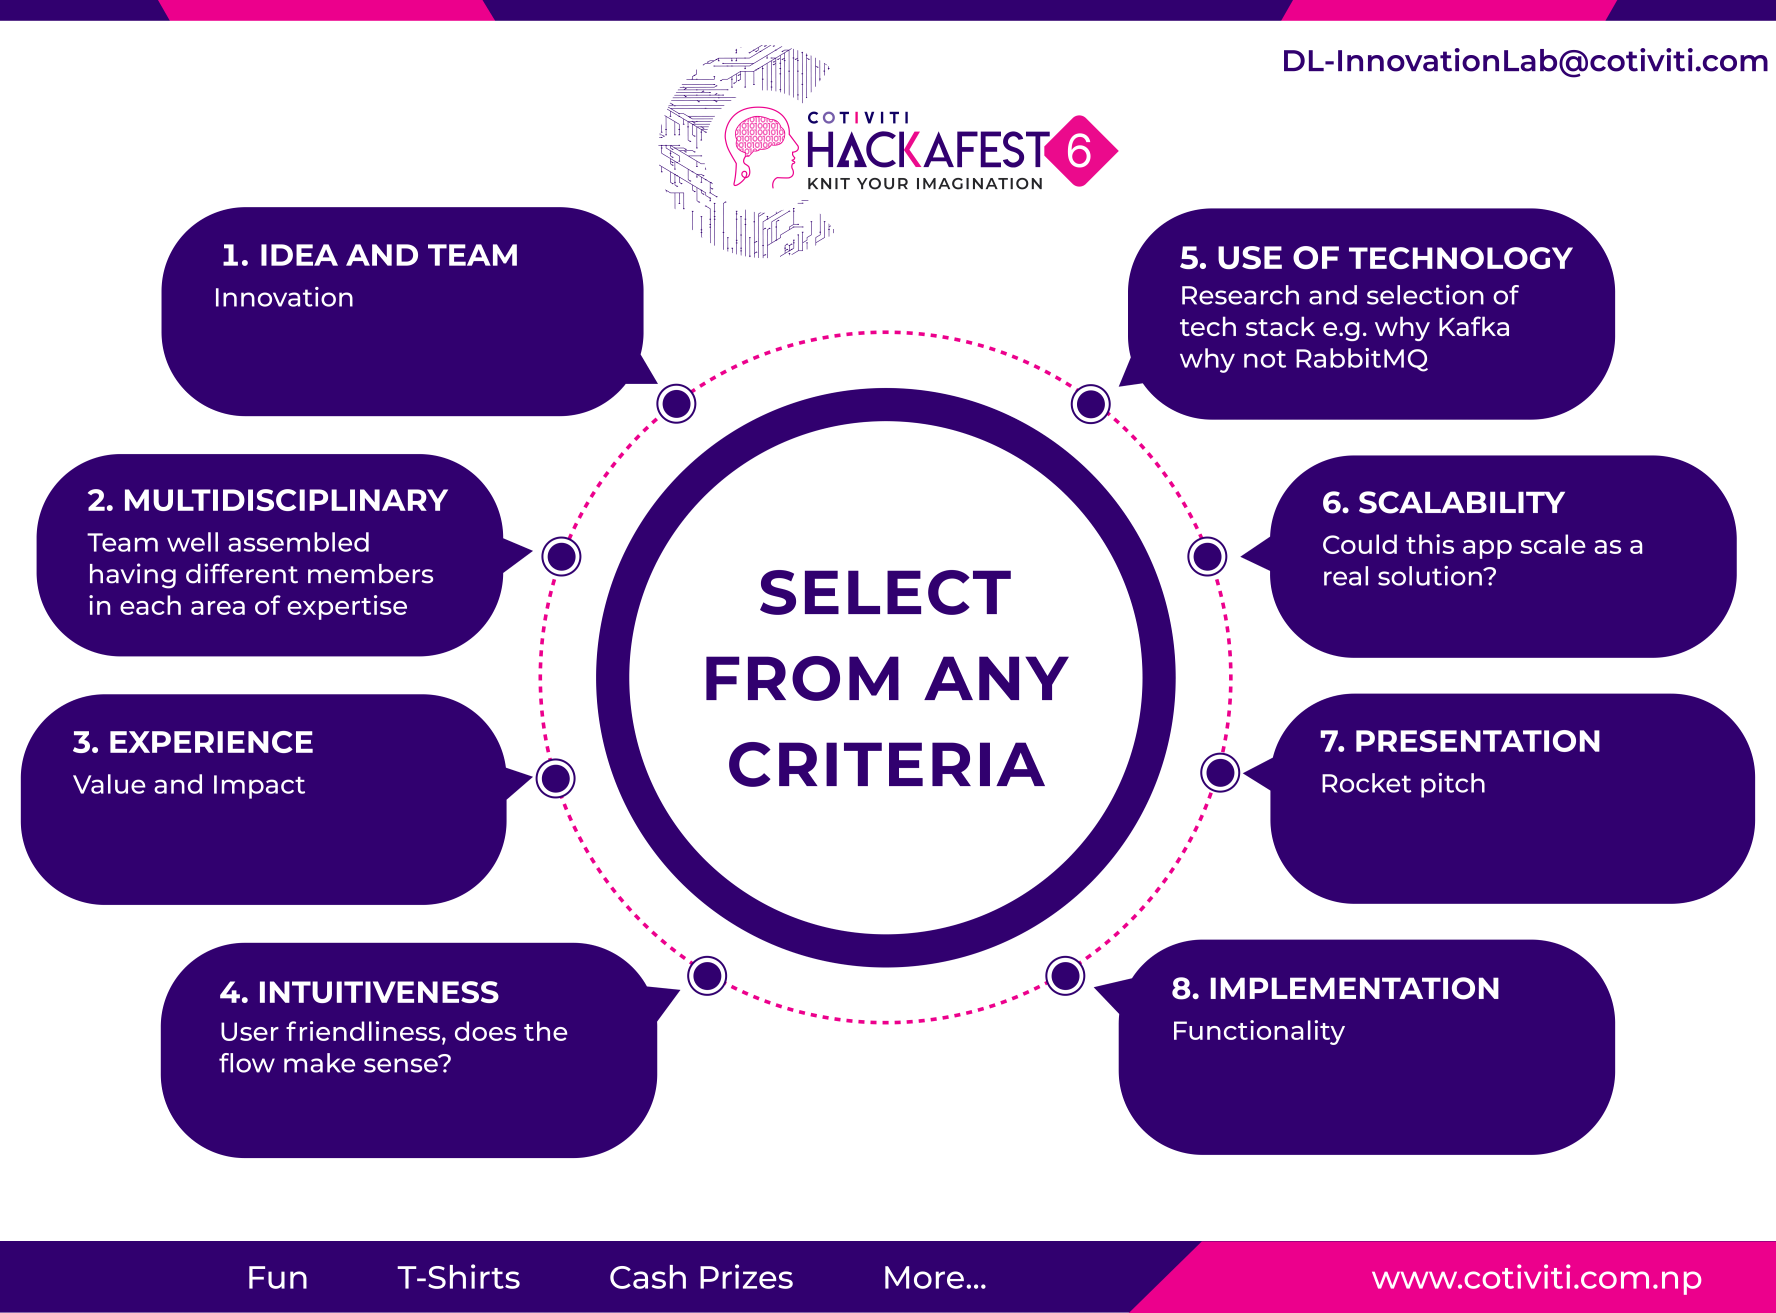 DL-InnovationLab@cotiviti.com
COTIVITI
HACKAFEST 6
KNIT YOUR IMAGINATION
1. IDEA AND TEAM
Innovation
2. MULTIDISCIPLINARY
Team well assembled
having different members
in each area of expertise
3. EXPERIENCE
Value and Impact
4. INTUITIVENESS
User friendliness, does the
flow make sense?
SELECT
FROM ANY
CRITERIA
5. USE OF TECHNOLOGY
Research and selection of
tech stack e.g. why Kafka
why not RabbitMQ
6. SCALABILITY
Could this app scale as a
real solution?
7. PRESENTATION
Rocket pitch
8. IMPLEMENTATION
Functionality
Fun T-Shirts Cash Prizes More...
www.cotiviti.com.np